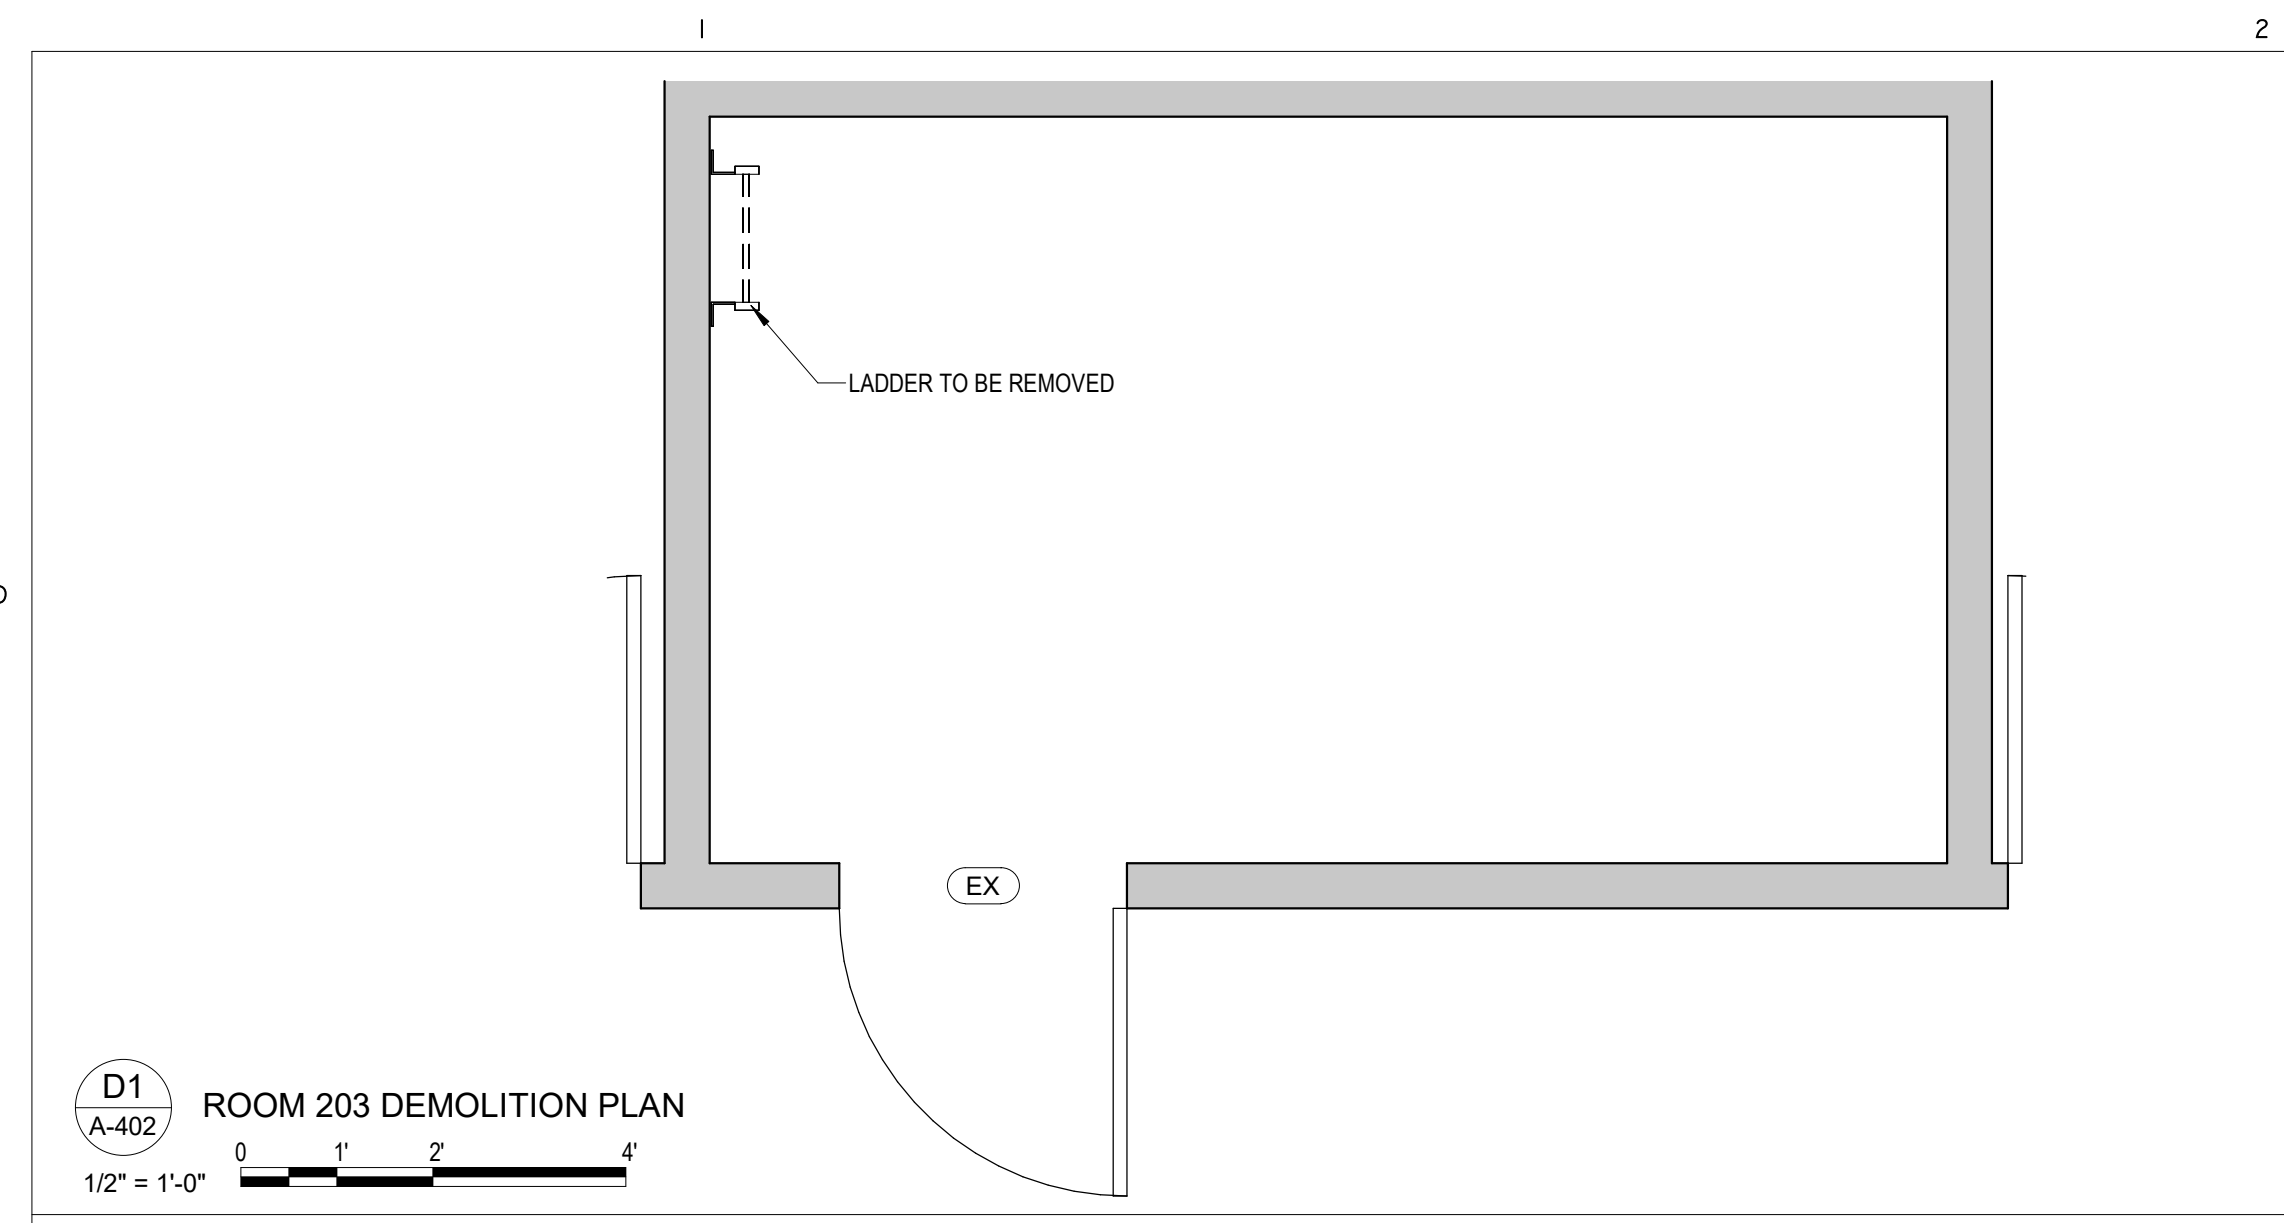 1
2
LADDER TO BE REMOVED
EX
D1
A-402
ROOM 203 DEMOLITION PLAN
0 1' 2' 4'
1/2" = 1'-0"